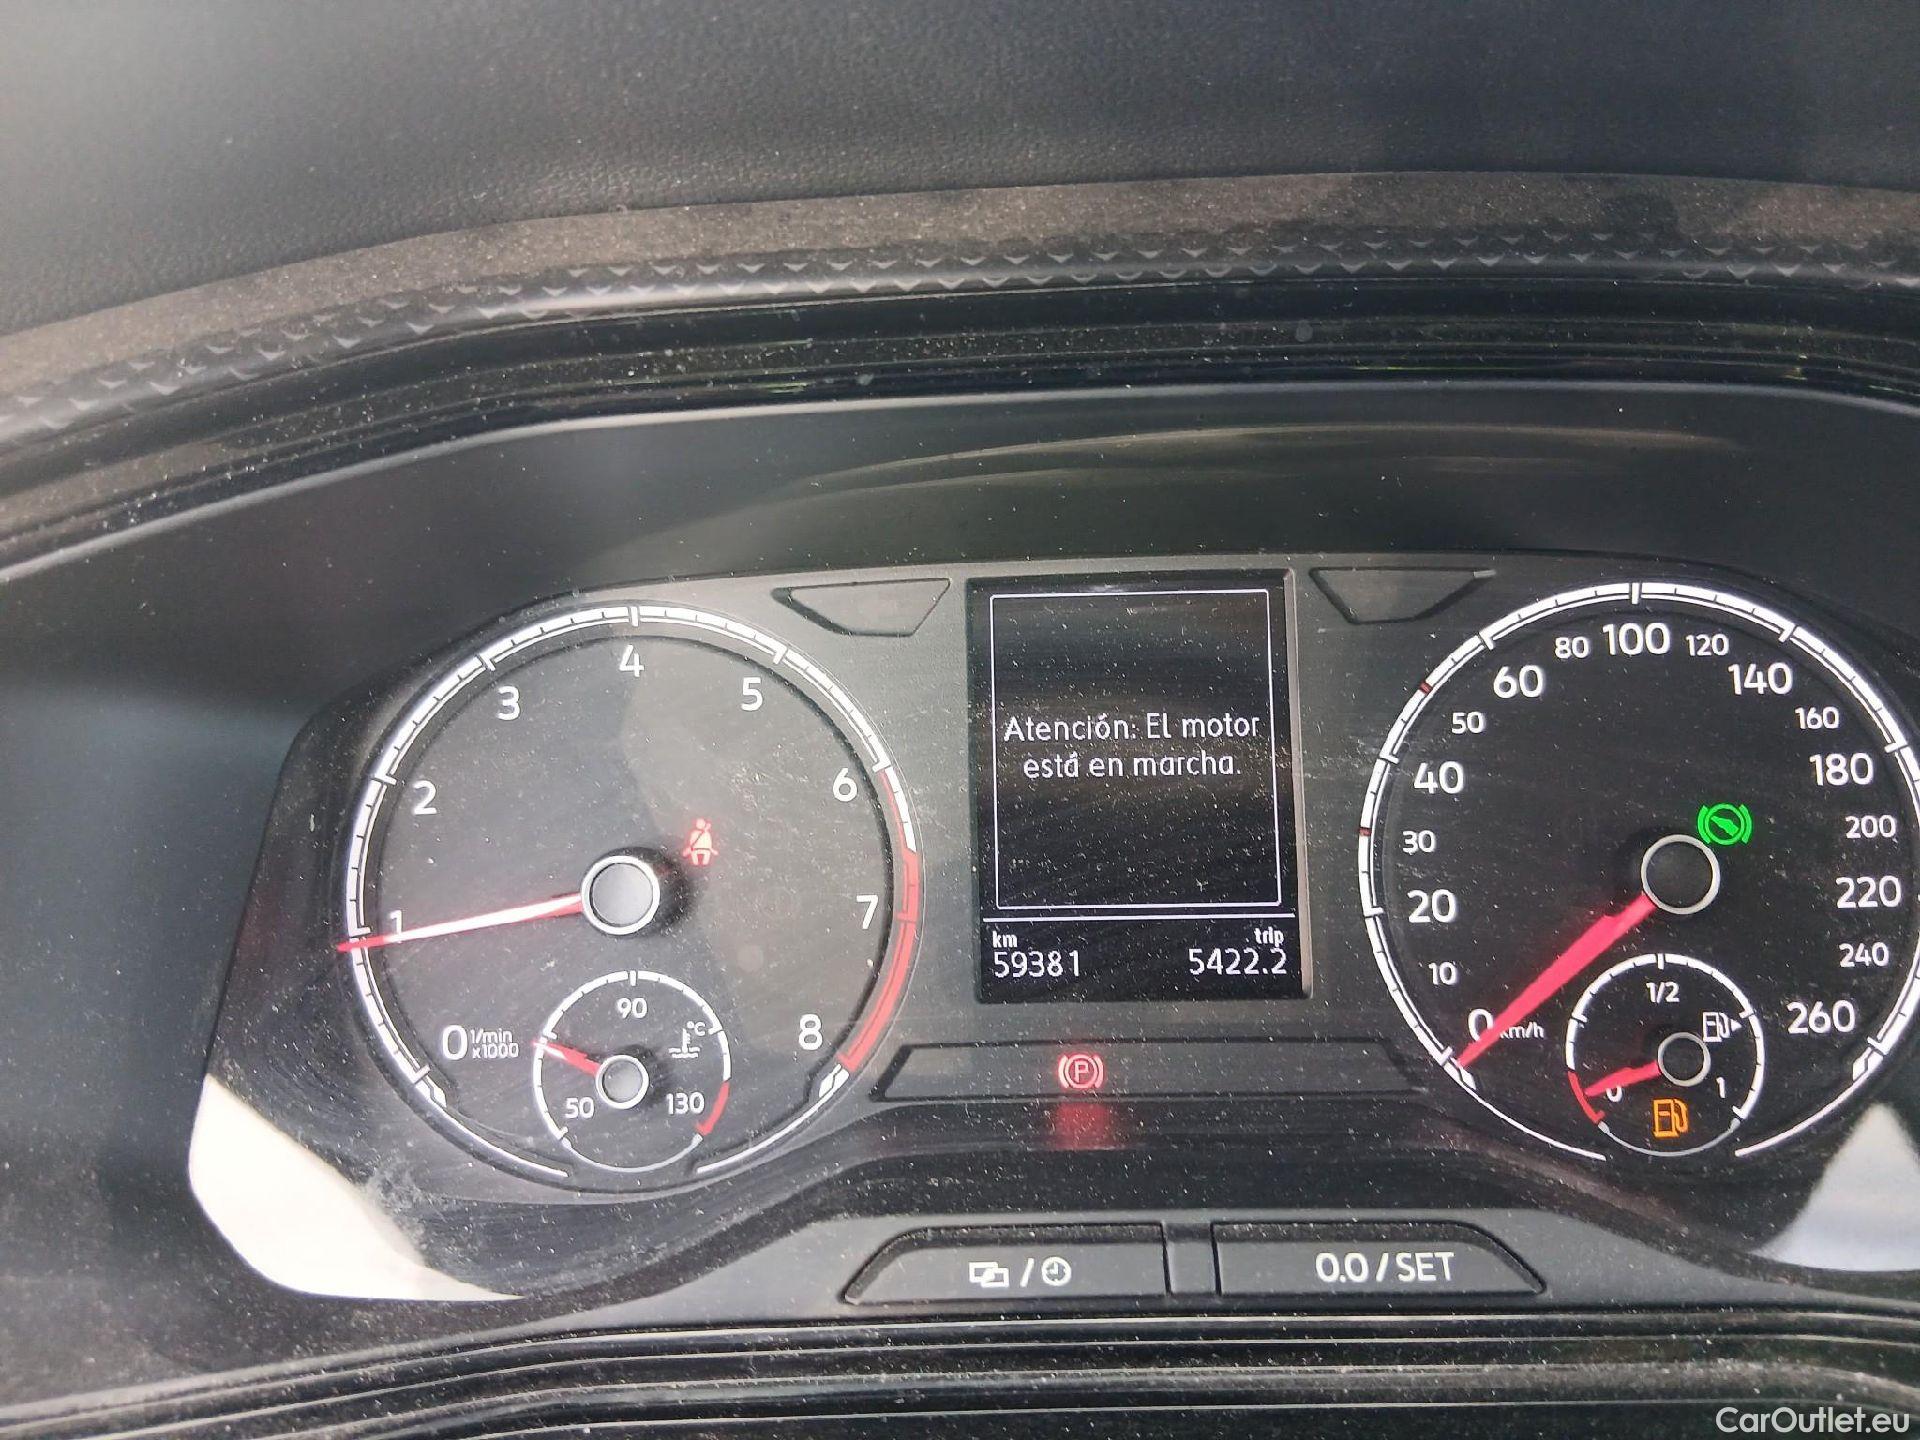 4
3
5
2
6
1
7
0 1/min
x1000
8
90
°C
50
130
Atención: El motor
está en marcha.
km
trip
59381
5422.2
P
80 100 120
60
140
50
160
40
180
30
200
20
220
10
240
0 km/h
260
1/2
0
1
/
0.0 / SET
CarOutlet.eu